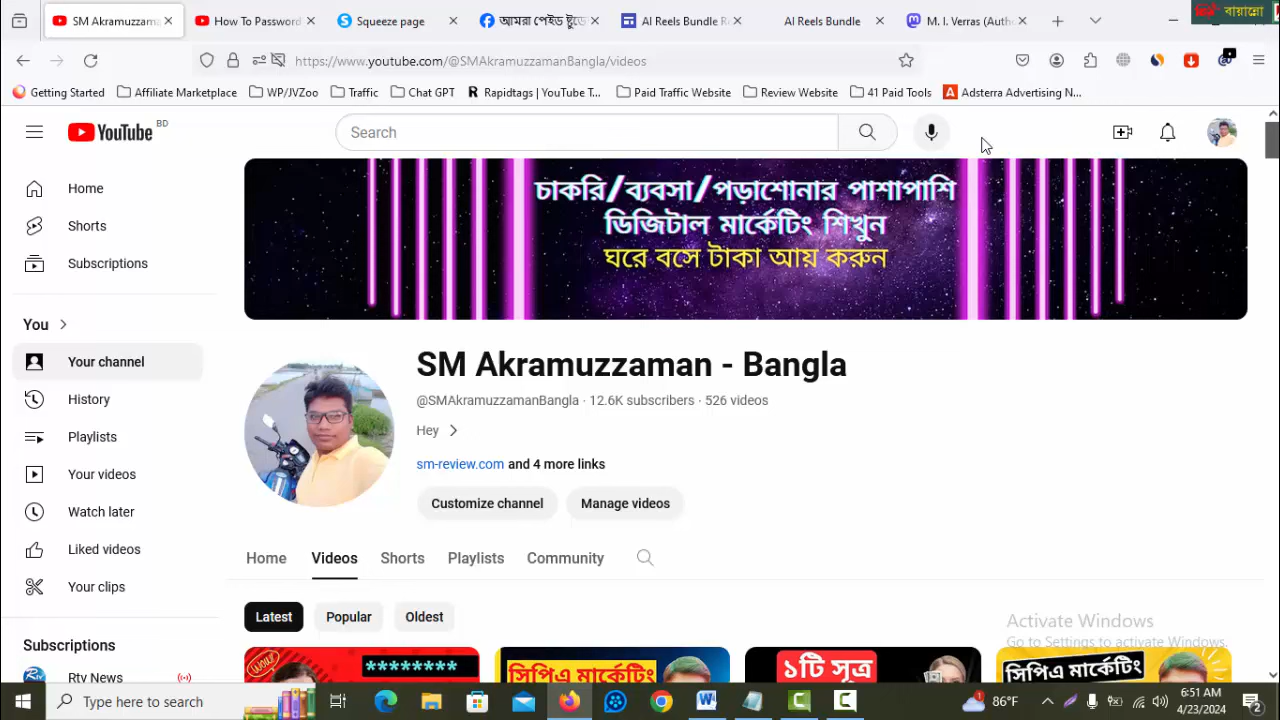 SM Akramuzzaman
How To Password
Squeeze page
আমরা পেইড টুডে
AI Reels Bundle R
AI Reels Bundle
M. I. Verras (Auth
বায়ান্নো
https://www.youtube.com/@SMAkramuzzamanBangla/videos
Getting Started
Affiliate Marketplace
WP/JVZoo
Traffic
Chat GPT
Rapidtags | YouTube T...
Paid Traffic Website
Review Website
41 Paid Tools
Adsterra Advertising N...
YouTube BD
Search
Home
Shorts
Subscriptions
You
Your channel
History
Playlists
Your videos
Watch later
Liked videos
Your clips
Subscriptions
Rtv News
চাকরি/ব্যবসা/পড়াশোনার পাশাপাশি
ডিজিটাল মার্কেটিং শিখুন
ঘরে বসে টাকা আয় করুন
SM Akramuzzaman - Bangla
@SMAkramuzzamanBangla · 12.6K subscribers · 526 videos
Hey
sm-review.com and 4 more links
Customize channel
Manage videos
Home
Videos
Shorts
Playlists
Community
Latest
Popular
Oldest
Activate Windows
Go to Settings to activate Windows.
WOW
********
সিপিএ মার্কেটিং
১টি সূত্র
সিপিএ মার্কেটিং
Type here to search
86°F
6:51 AM
4/23/2024
2